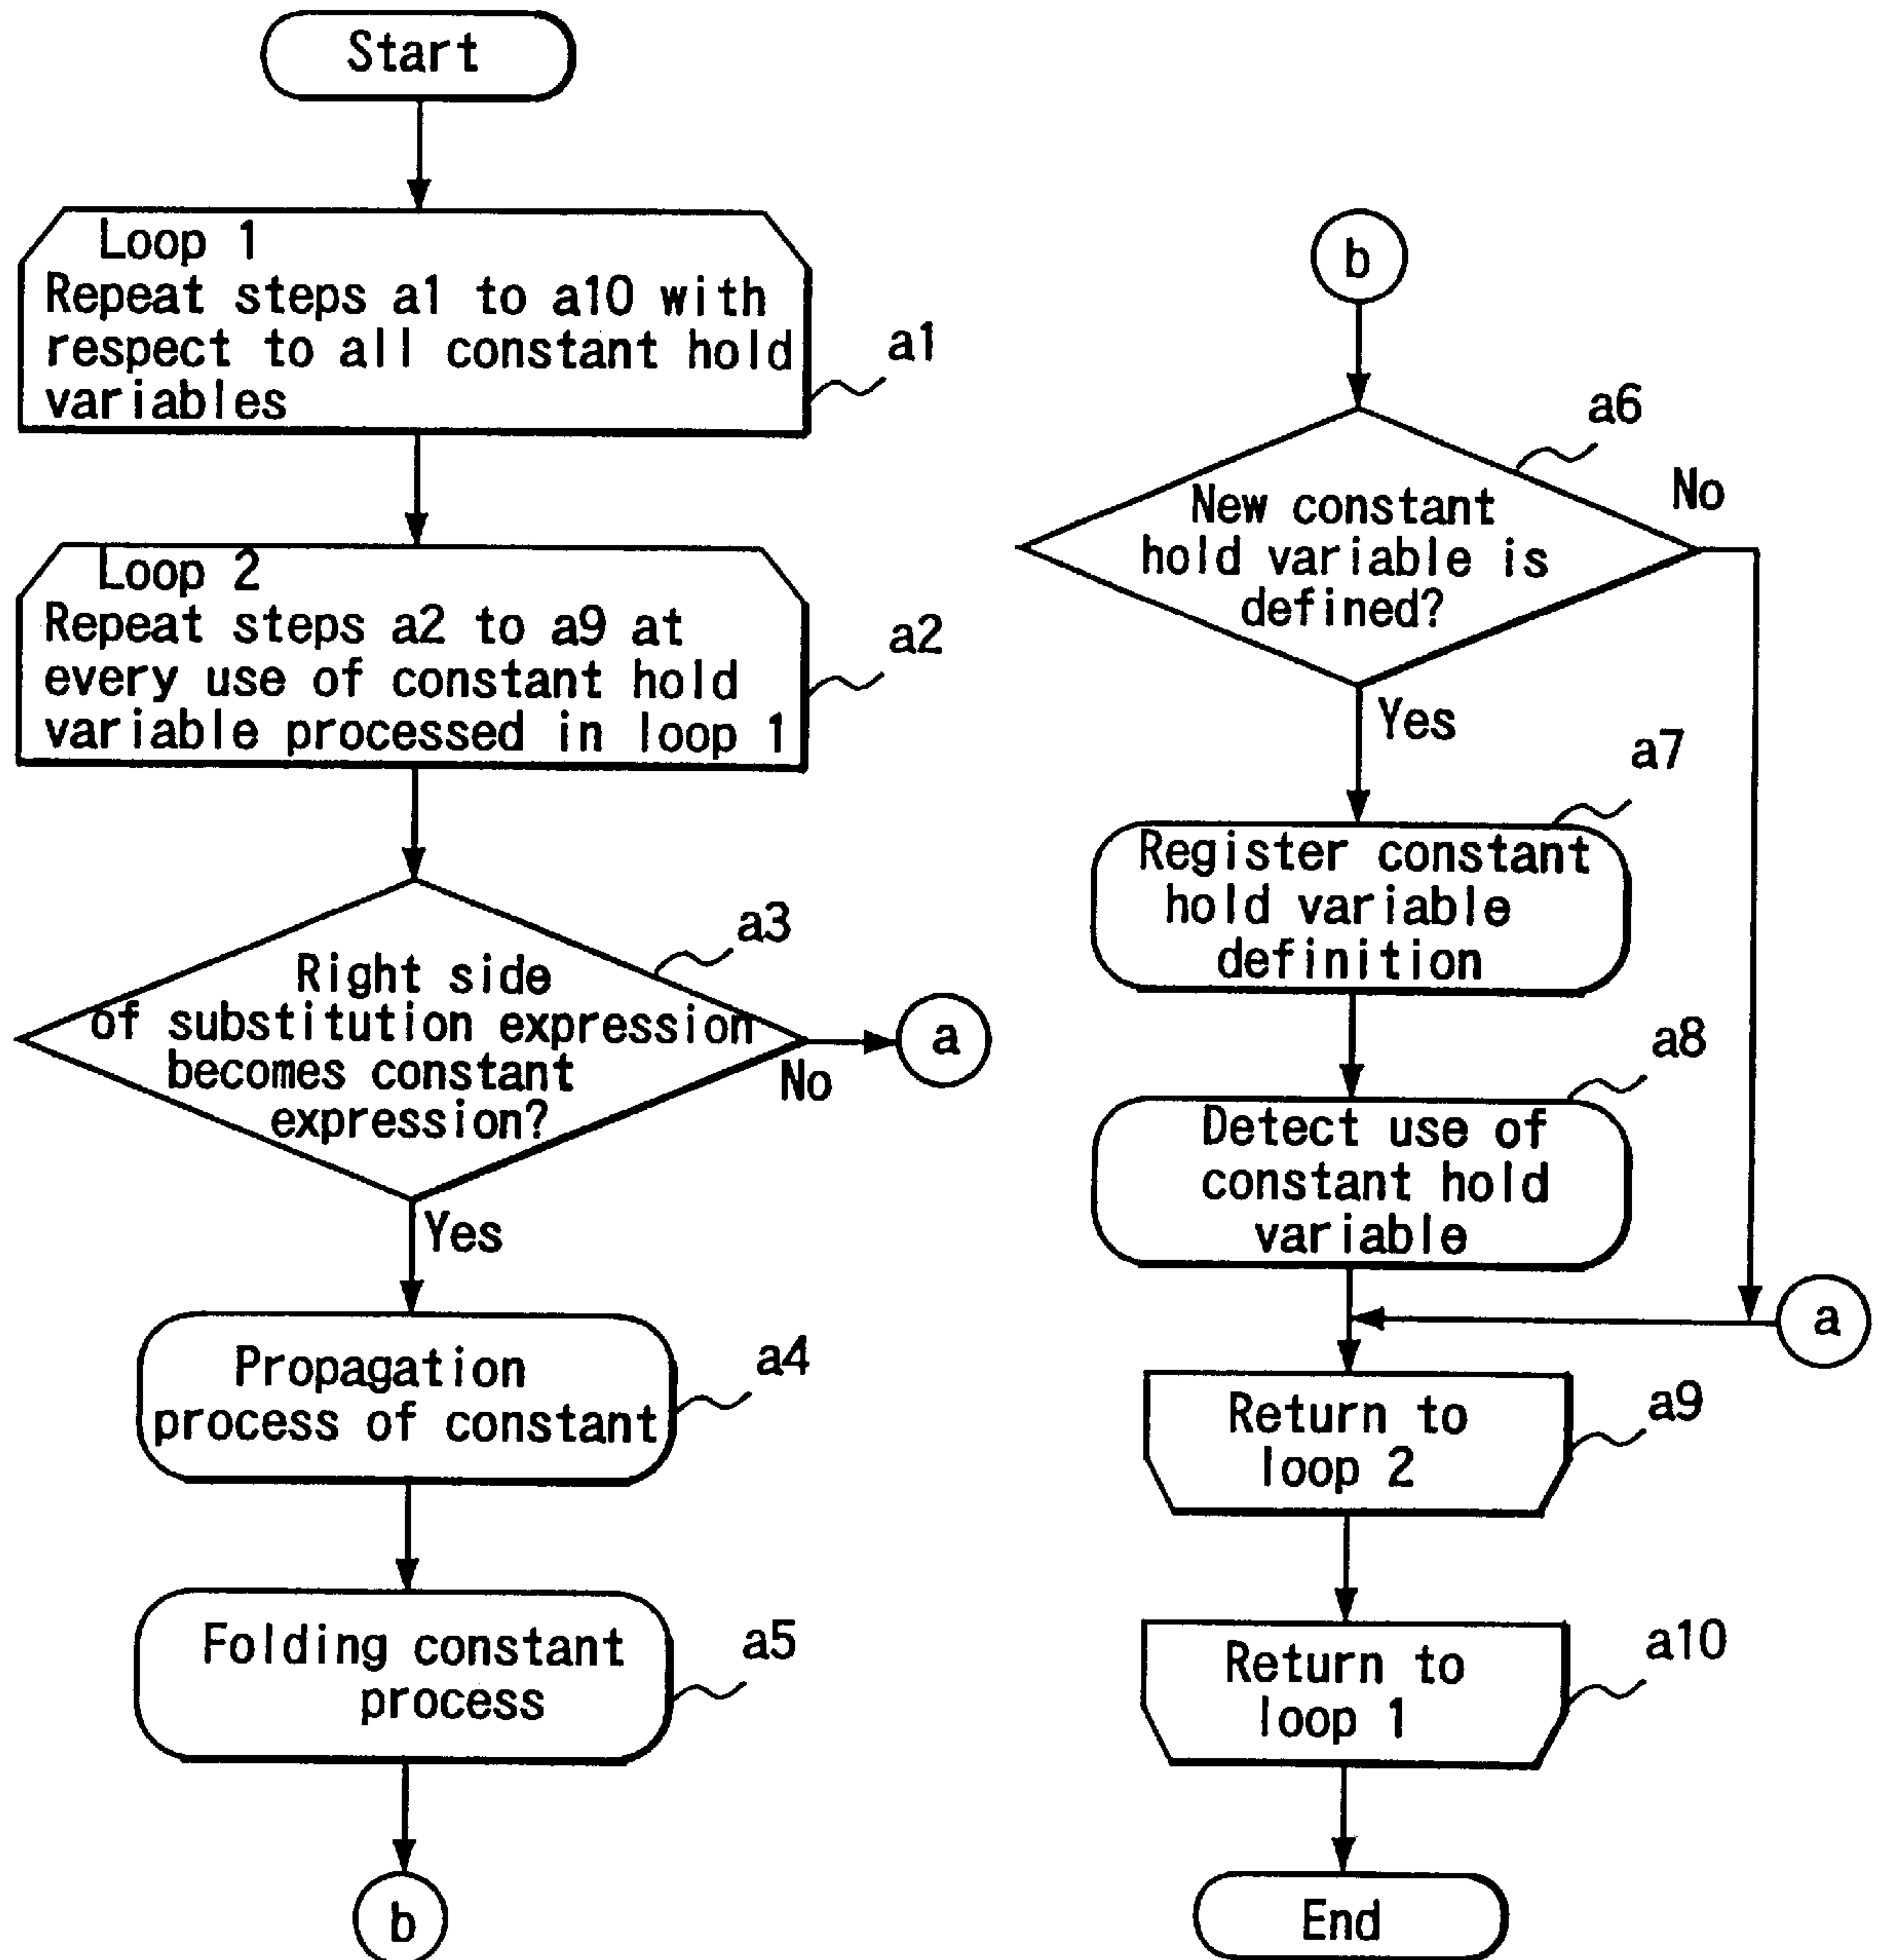 Start
Loop 1
Repeat steps a1 to a10 with
respect to all constant hold
variables
a1
Loop 2
Repeat steps a2 to a9 at
every use of constant hold
variable processed in loop 1
a2
Right side
of substitution expression
becomes constant
expression?
a3
No
a
Yes
Propagation
process of constant
a4
Folding constant
process
a5
b
b
New constant
hold variable is
defined?
a6
No
Yes
Register constant
hold variable
definition
a7
Detect use of
constant hold
variable
a8
a
Return to
loop 2
a9
Return to
loop 1
a10
End